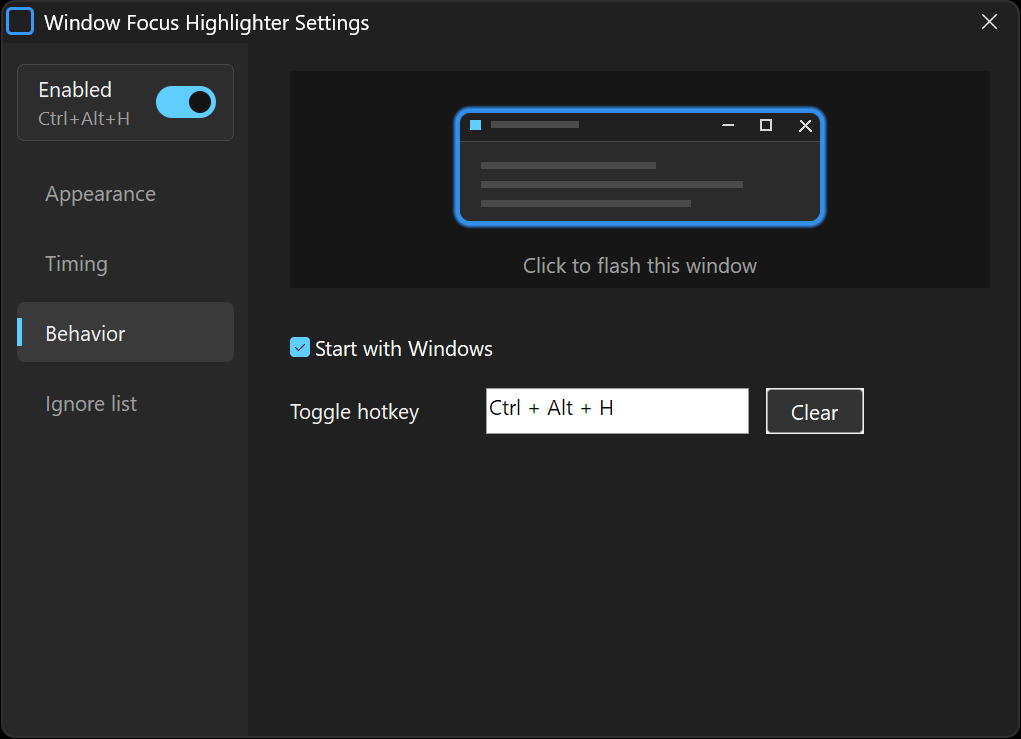 Window Focus Highlighter Settings
Enabled
Ctrl+Alt+H
Appearance
Timing
Behavior
Ignore list
Click to flash this window
Start with Windows
Toggle hotkey
Ctrl + Alt + H
Clear